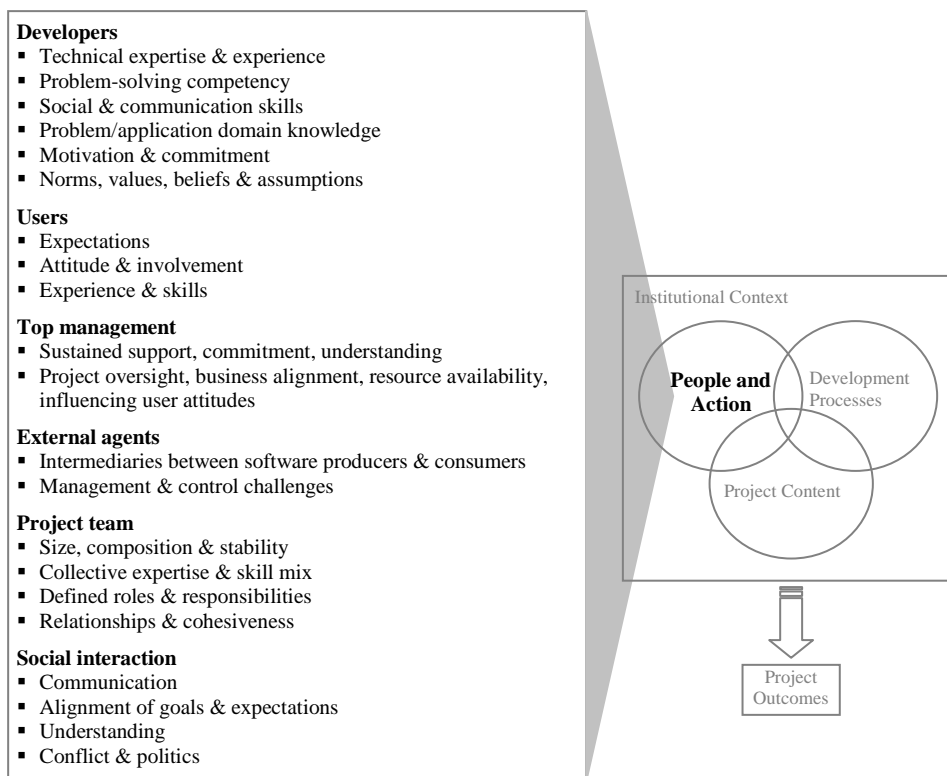 Developers
▪ Technical expertise & experience
▪ Problem-solving competency
▪ Social & communication skills
▪ Problem/application domain knowledge
▪ Motivation & commitment
▪ Norms, values, beliefs & assumptions
Users
▪ Expectations
▪ Attitude & involvement
▪ Experience & skills
Top management
▪ Sustained support, commitment, understanding
▪ Project oversight, business alignment, resource availability,
influencing user attitudes
External agents
▪ Intermediaries between software producers & consumers
▪ Management & control challenges
Project team
▪ Size, composition & stability
▪ Collective expertise & skill mix
▪ Defined roles & responsibilities
▪ Relationships & cohesiveness
Social interaction
▪ Communication
▪ Alignment of goals & expectations
▪ Understanding
▪ Conflict & politics
Institutional Context
People and
Action
Development
Processes
Project Content
Project
Outcomes